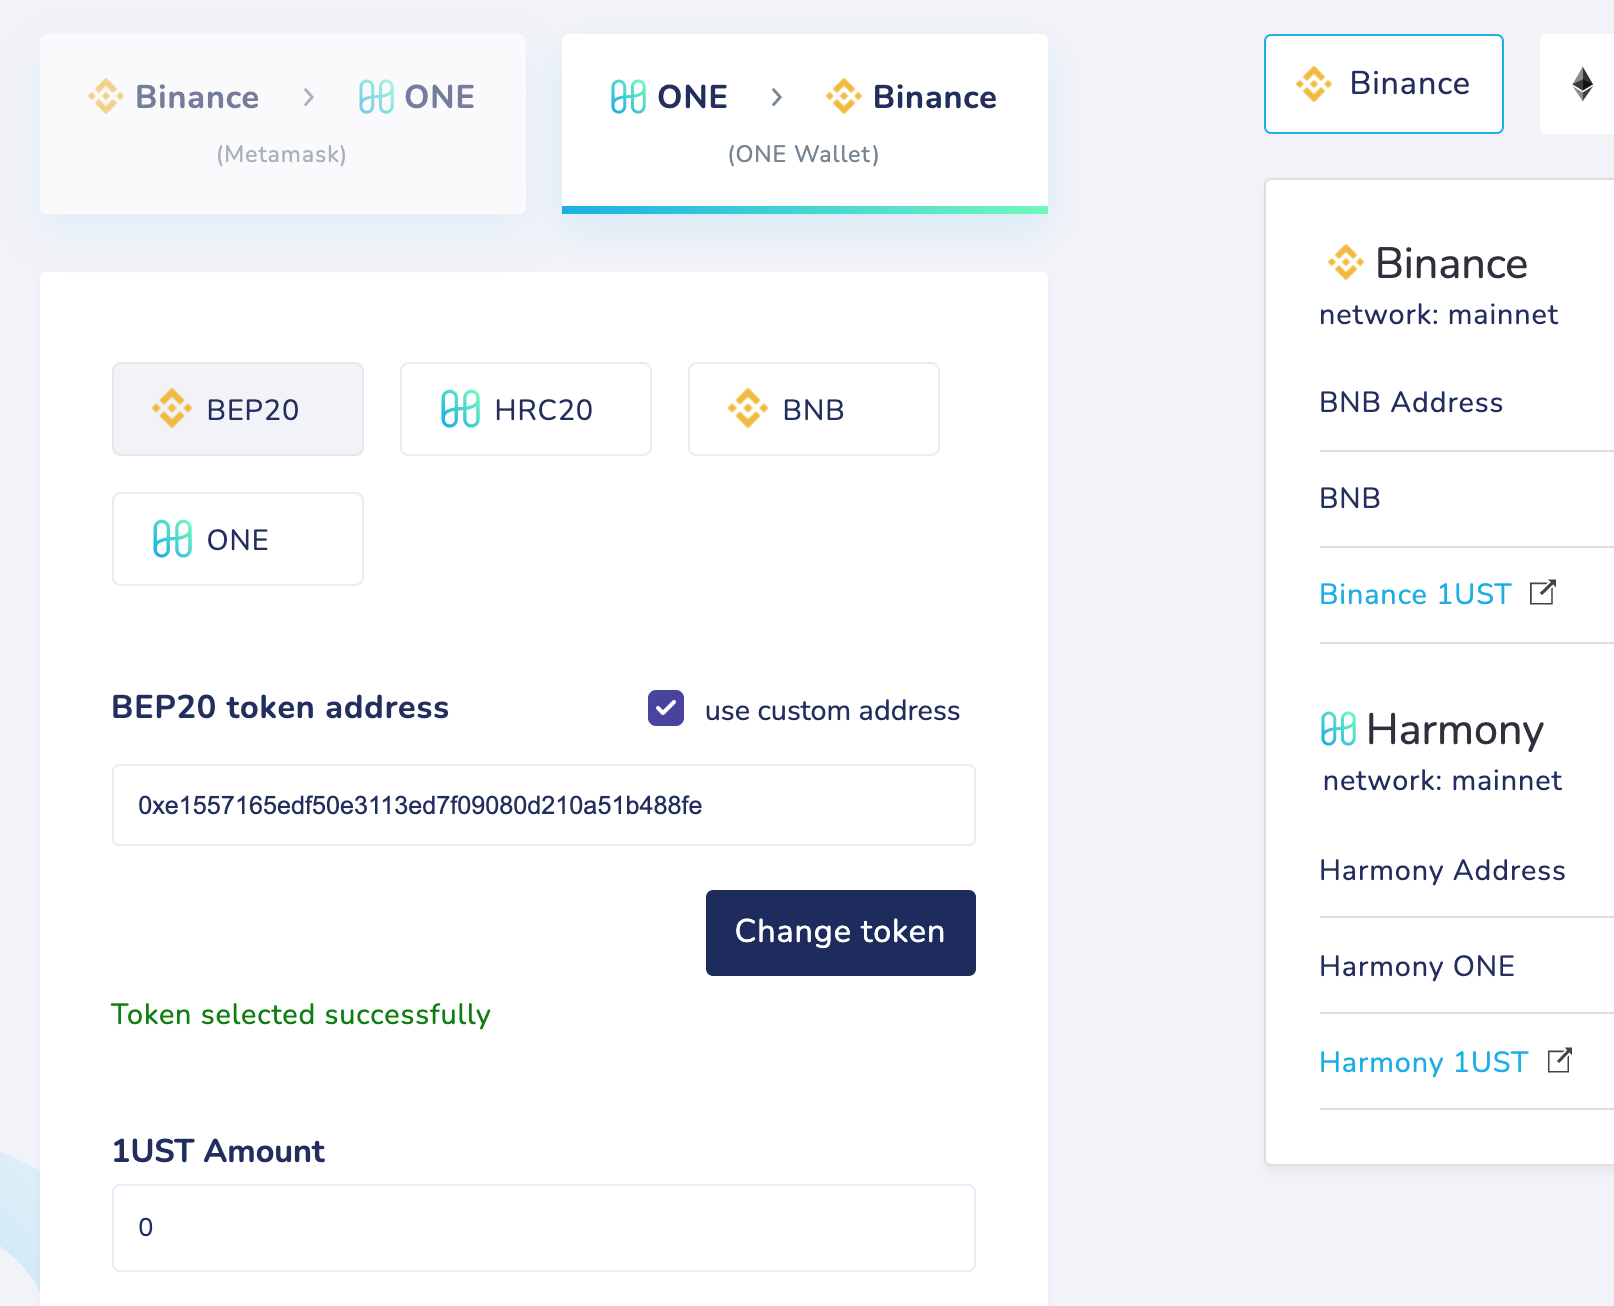 Binance > ONE
(Metamask)
ONE > Binance
(ONE Wallet)
BEP20
HRC20
BNB
ONE
BEP20 token address
use custom address
0xe1557165edf50e3113ed7f09080d210a51b488fe
Change token
Token selected successfully
1UST Amount
0
Binance
Binance
network: mainnet
BNB Address
BNB
Binance 1UST
Harmony
network: mainnet
Harmony Address
Harmony ONE
Harmony 1UST